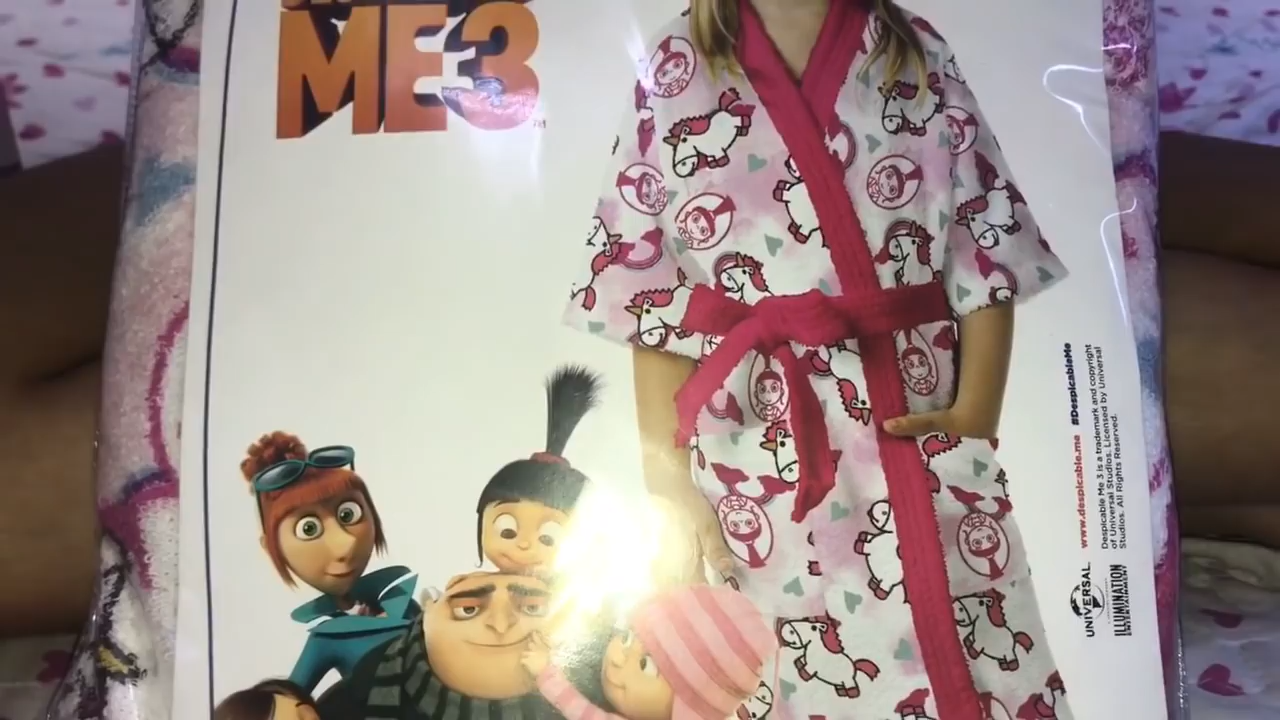 ME3
TM
www.despicable.me #DespicableMe
Despicable Me 3 is a trademark and copyright
of Universal Studios. Licensed by Universal
Studios. All Rights Reserved.
UNIVERSAL
ILLUMINATION
ENTERTAINMENT